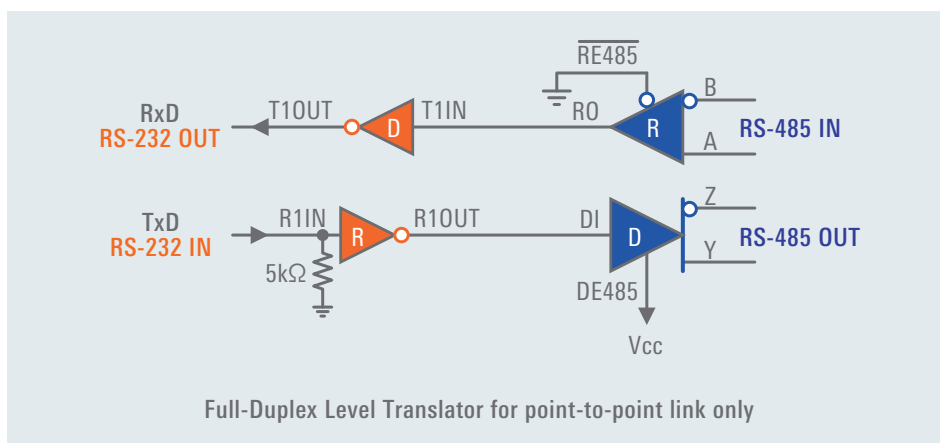 RE485
B
RxD
T1OUT
T1IN
RO
D
R
RS-485 IN
RS-232 OUT
A
TxD
R1IN
R1OUT
DI
Z
R
D
RS-485 OUT
RS-232 IN
Y
5kΩ
DE485
Vcc
Full-Duplex Level Translator for point-to-point link only